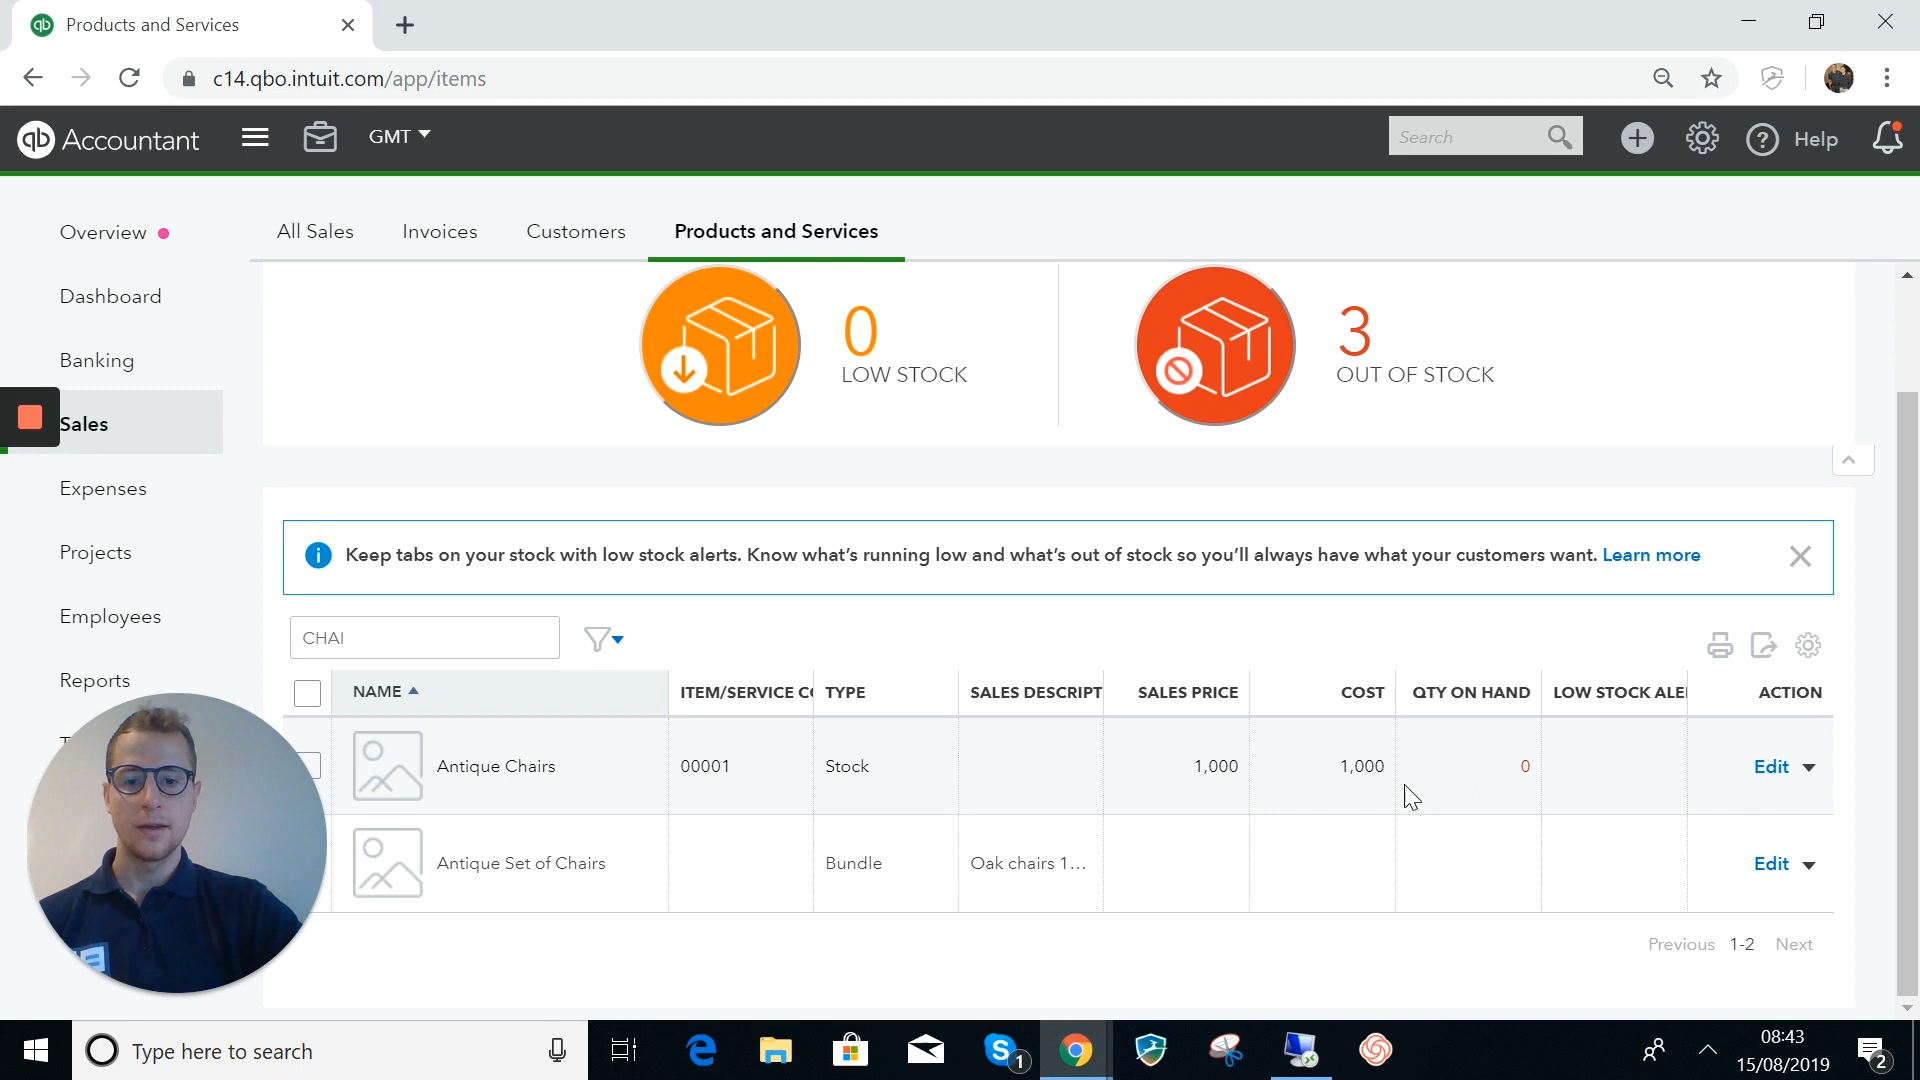 qb Products and Services
c14.qbo.intuit.com/app/items
qb Accountant GMT Search Help
Overview
Dashboard
Banking
Sales
Expenses
Projects
Employees
Reports
All Sales Invoices Customers Products and Services
0
LOW STOCK
3
OUT OF STOCK
Keep tabs on your stock with low stock alerts. Know what's running low and what's out of stock so you'll always have what your customers want. Learn more
CHAI
NAME ITEM/SERVICE CO TYPE SALES DESCRIPT SALES PRICE COST QTY ON HAND LOW STOCK ALE ACTION
Antique Chairs 00001 Stock 1,000 1,000 0 Edit
Antique Set of Chairs Bundle Oak chairs 1... Edit
Previous 1-2 Next
Type here to search
1
08:43
15/08/2019
2